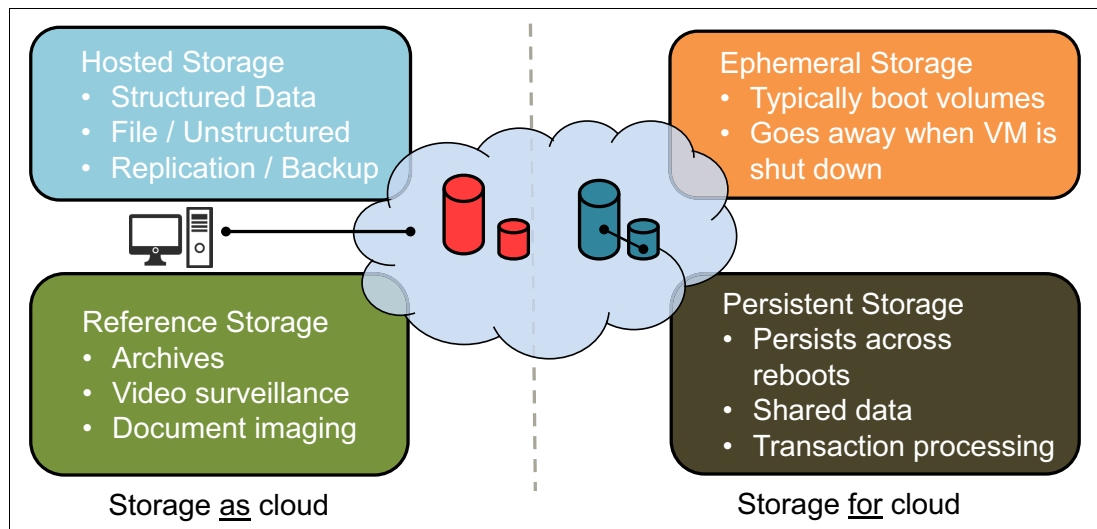 Hosted Storage
• Structured Data
• File / Unstructured
• Replication / Backup
Reference Storage
• Archives
• Video surveillance
• Document imaging
Storage as cloud
Ephemeral Storage
• Typically boot volumes
• Goes away when VM is
shut down
Persistent Storage
• Persists across
reboots
• Shared data
• Transaction processing
Storage for cloud